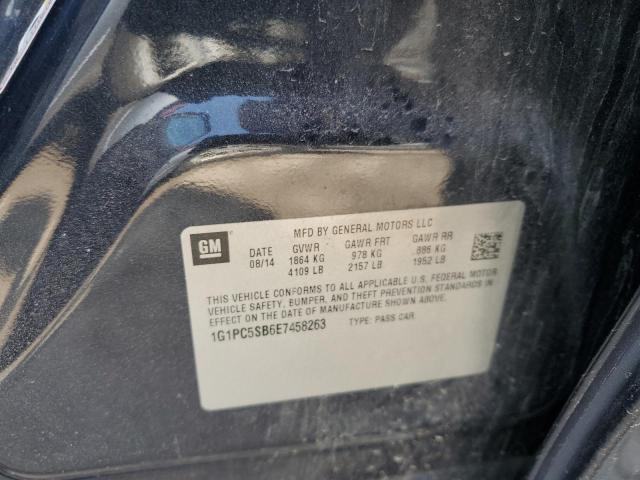 MFD BY GENERAL MOTORS LLC
GM
DATE GVWR GAWR FRT GAWR RR
08/14 1864 KG 978 KG 886 KG
4109 LB 2157 LB 1952 LB
THIS VEHICLE CONFORMS TO ALL APPLICABLE U.S. FEDERAL MOTOR
VEHICLE SAFETY, BUMPER, AND THEFT PREVENTION STANDARDS IN
EFFECT ON THE DATE OF MANUFACTURE SHOWN ABOVE.
1G1PC5SB6E7458263 TYPE: PASS CAR